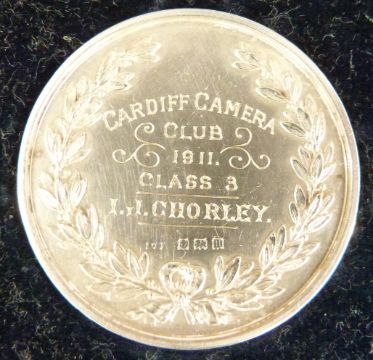 CARDIFF CAMERA
CLUB
1911.
CLASS 3
CHORLEY.